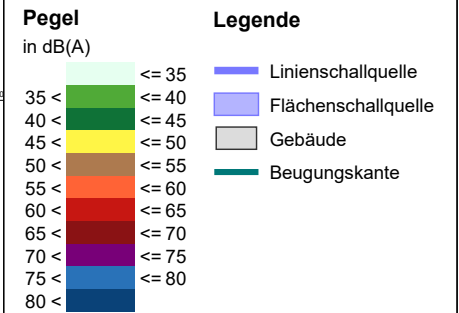 Pegel
in dB(A)
<= 35
35 < <= 40
40 < <= 45
45 < <= 50
50 < <= 55
55 < <= 60
60 < <= 65
65 < <= 70
70 < <= 75
75 < <= 80
80 <
Legende
Linienschallquelle
Flächenschallquelle
Gebäude
Beugungskante